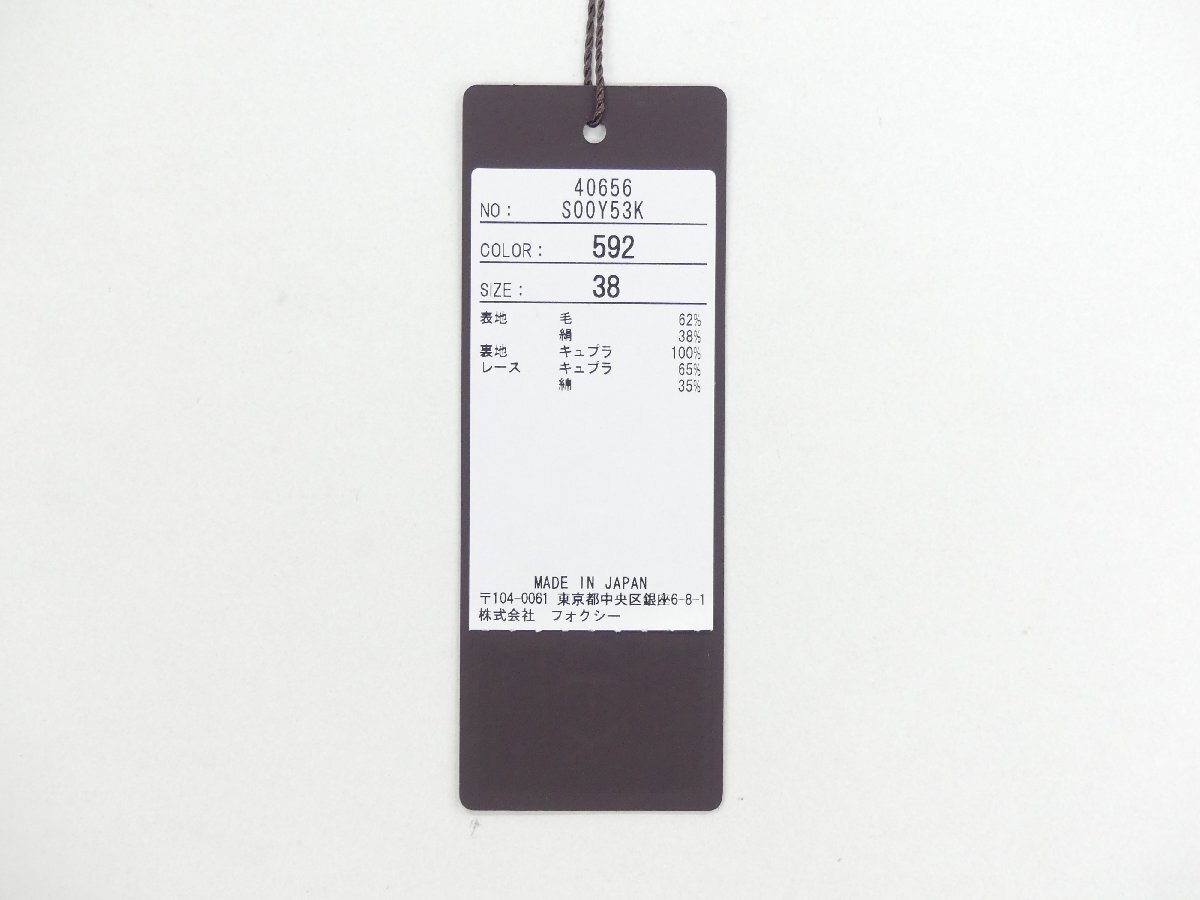 40656
NO: S00Y53K
COLOR: 592
SIZE: 38
表地 毛 62%
絹 38%
裏地 キュプラ 100%
レース キュプラ 65%
綿 35%
MADE IN JAPAN
〒104-0061 東京都中央区銀座6-8-1
株式会社 フォクシー